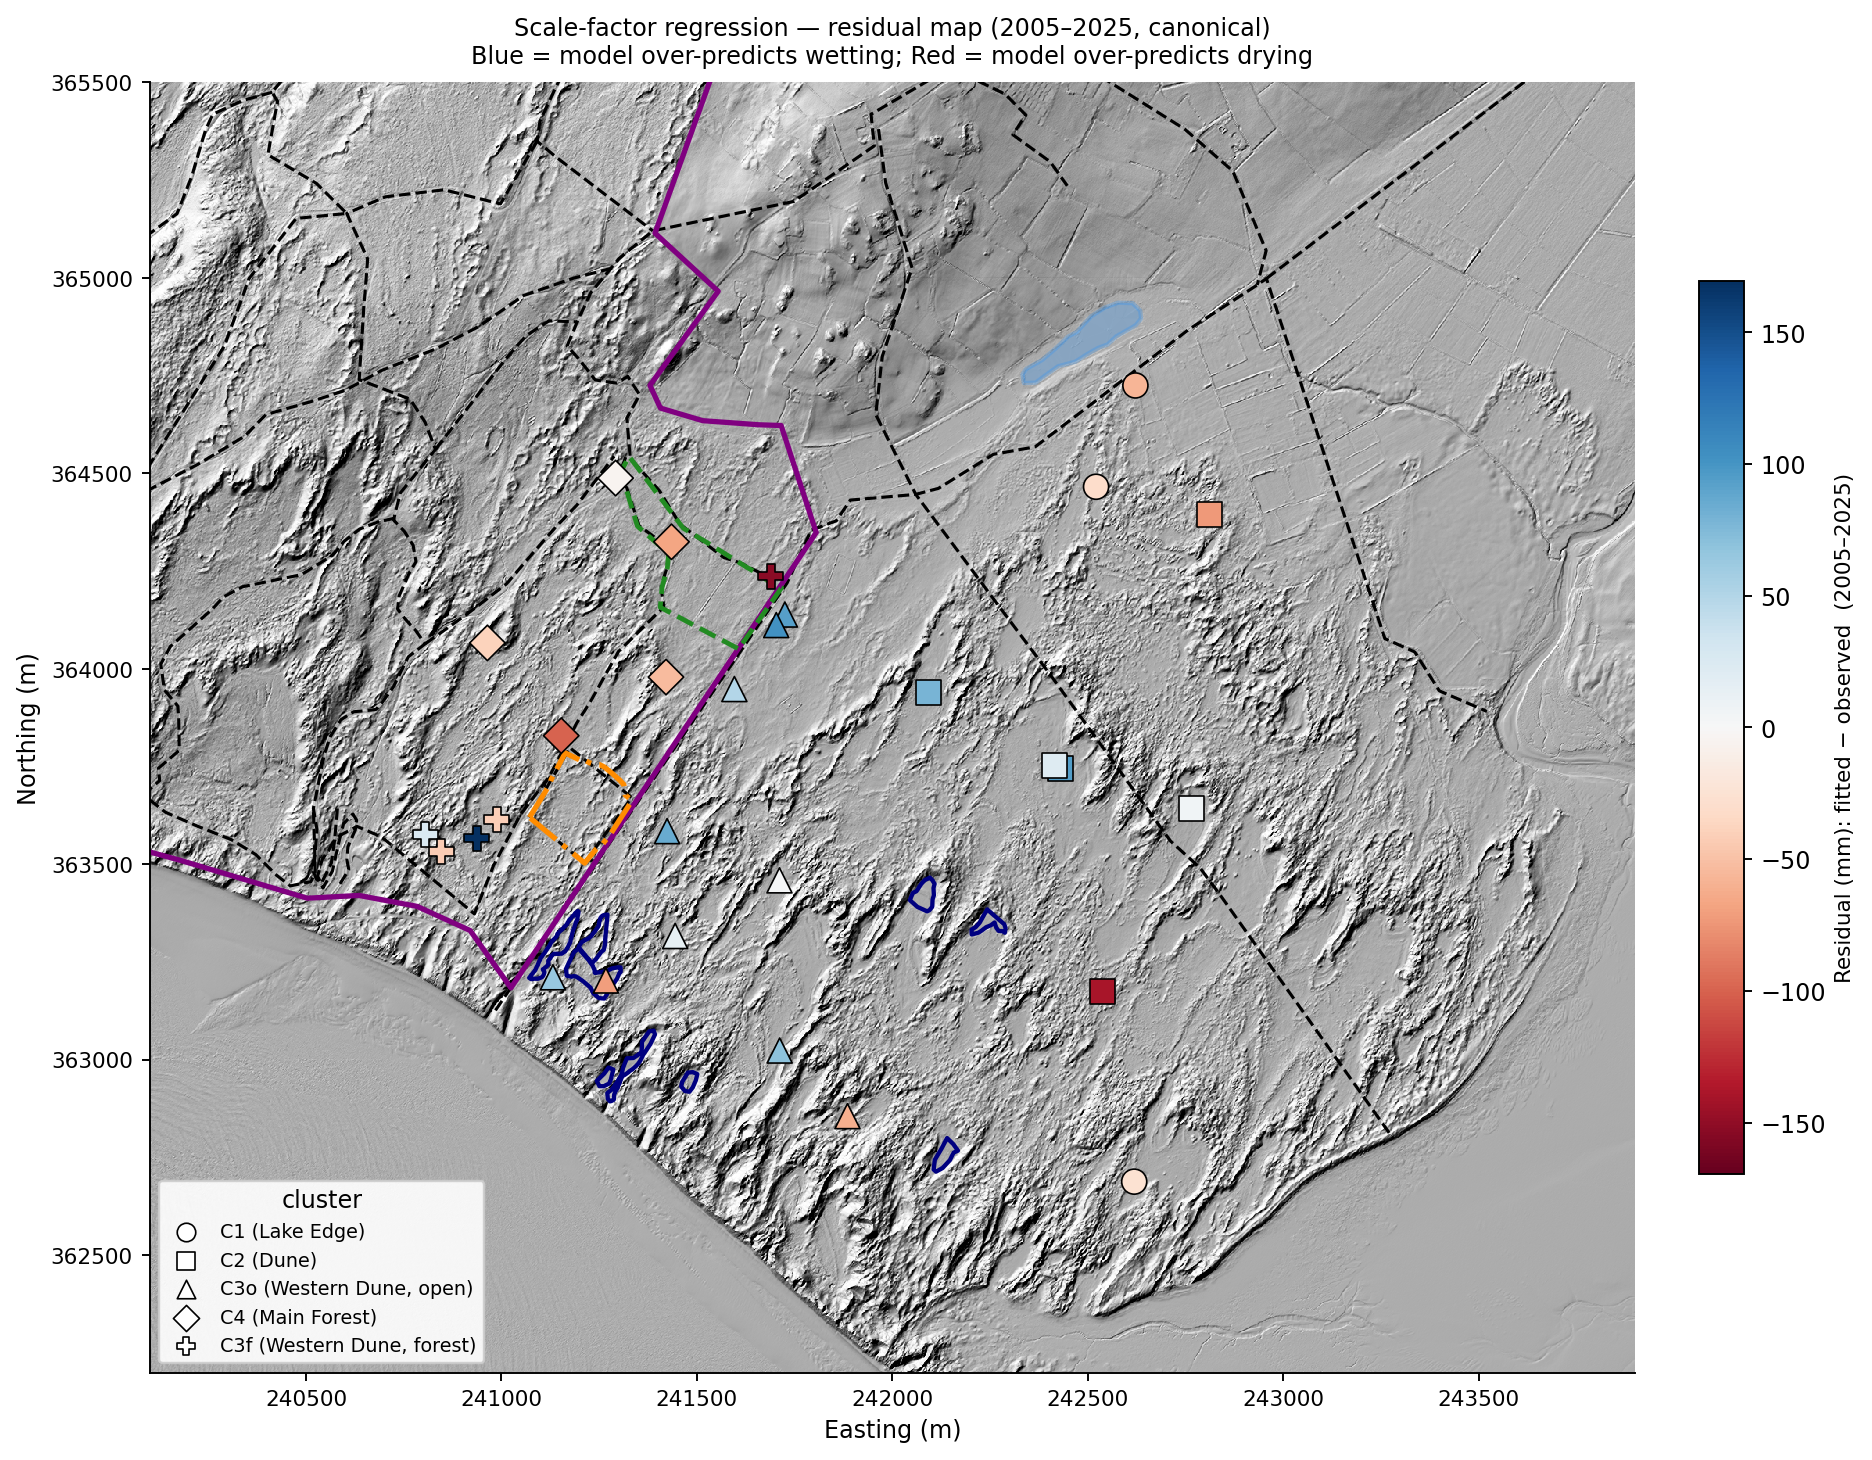 Scale-factor regression — residual map (2005–2025, canonical)
Blue = model over-predicts wetting; Red = model over-predicts drying
365500
365000
364500
364000
363500
363000
362500
Northing (m)
240500 241000 241500 242000 242500 243000 243500
Easting (m)
cluster
C1 (Lake Edge)
C2 (Dune)
C3o (Western Dune, open)
C4 (Main Forest)
C3f (Western Dune, forest)
150
100
50
0
−50
−100
−150
Residual (mm): fitted − observed (2005–2025)